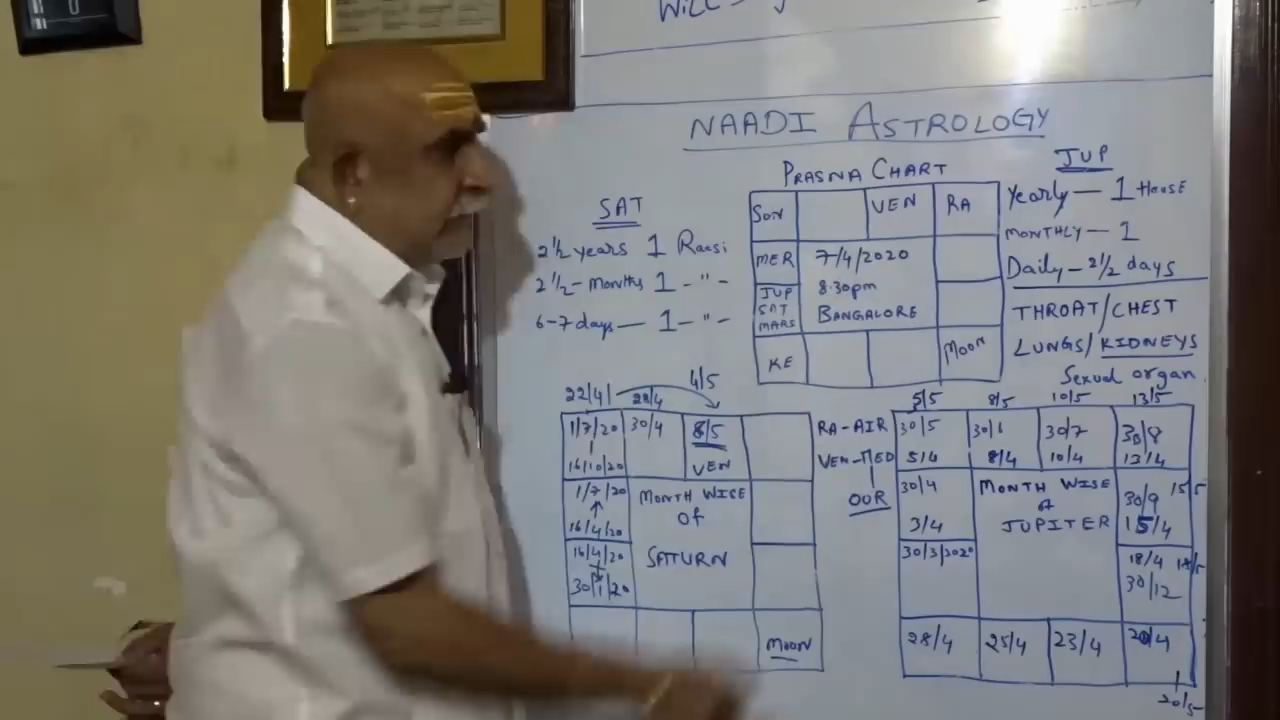 Will
NAADI ASTROLOGY
PRASNA CHART
SUN VEN RA
MER
JUP
SAT
MARS
KE MOON
7/4/2020
8.30pm
BANGALORE
SAT
2½ years 1 Raasi
2½-months 1 - " -
6-7 days — 1 - " -
JUP
Yearly — 1 House
MONTHLY — 1
Daily - 2½ days
THROAT/CHEST
LUNGS/KIDNEYS
Sexual organ
22/4 28/4 4/5
1/7/20 30/4 8/5
16/10/20 VEN
1/7/20
16/4/20
16/4/20
30/1/20
MONTH WISE
Of
SATURN
MOON
RA-AIR
VEN-MED
OUR
5/5 8/5 10/5 13/5
30/5 30/7 30/8
5/4 8/4 10/4 13/4
30/4 30/9 15/5
3/4 15/4
30/3/2020 18/4 18/5
30/12
MONTH WISE
of
JUPITER
28/4 25/4 23/4 20/4
20/5